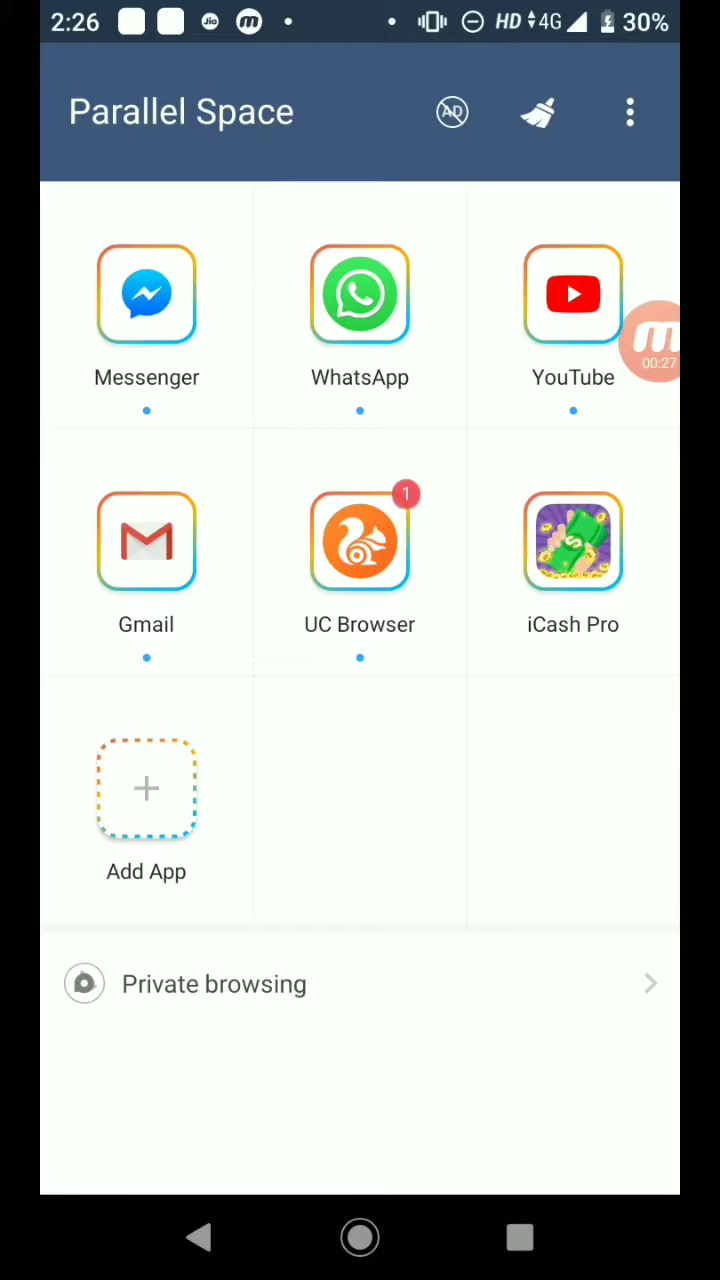 2:26 Jio m HD 4G 30%
Parallel Space AD
m
00:27
Messenger WhatsApp YouTube
1
$
Gmail UC Browser iCash Pro
+
Add App
Private browsing